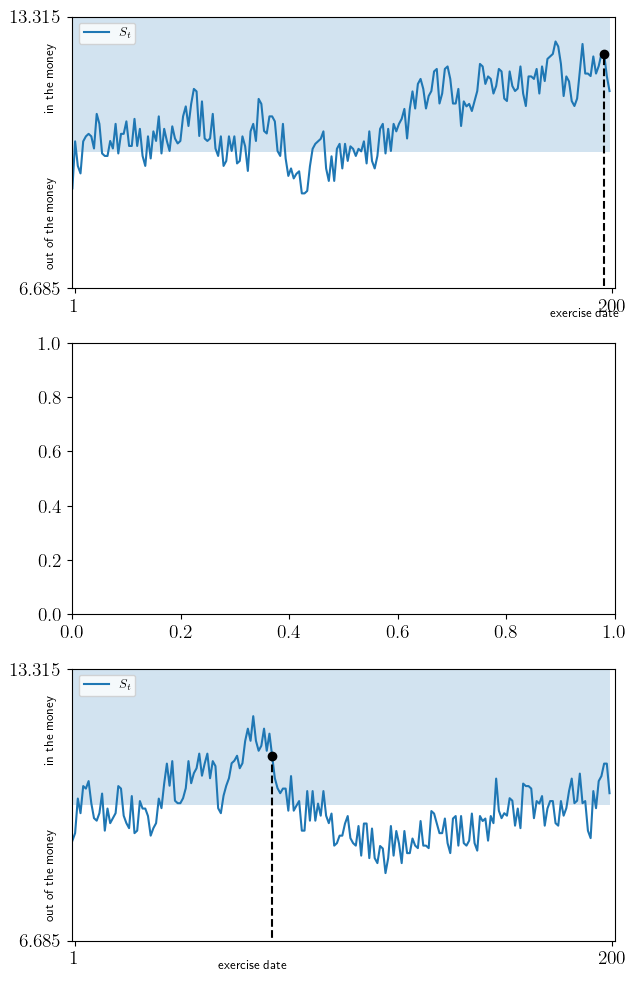 13.315
S_t
in the money
out of the money
6.685
1
200
exercise date
1.0
0.8
0.6
0.4
0.2
0.0
0.0 0.2 0.4 0.6 0.8 1.0
13.315
S_t
in the money
out of the money
6.685
1
200
exercise date